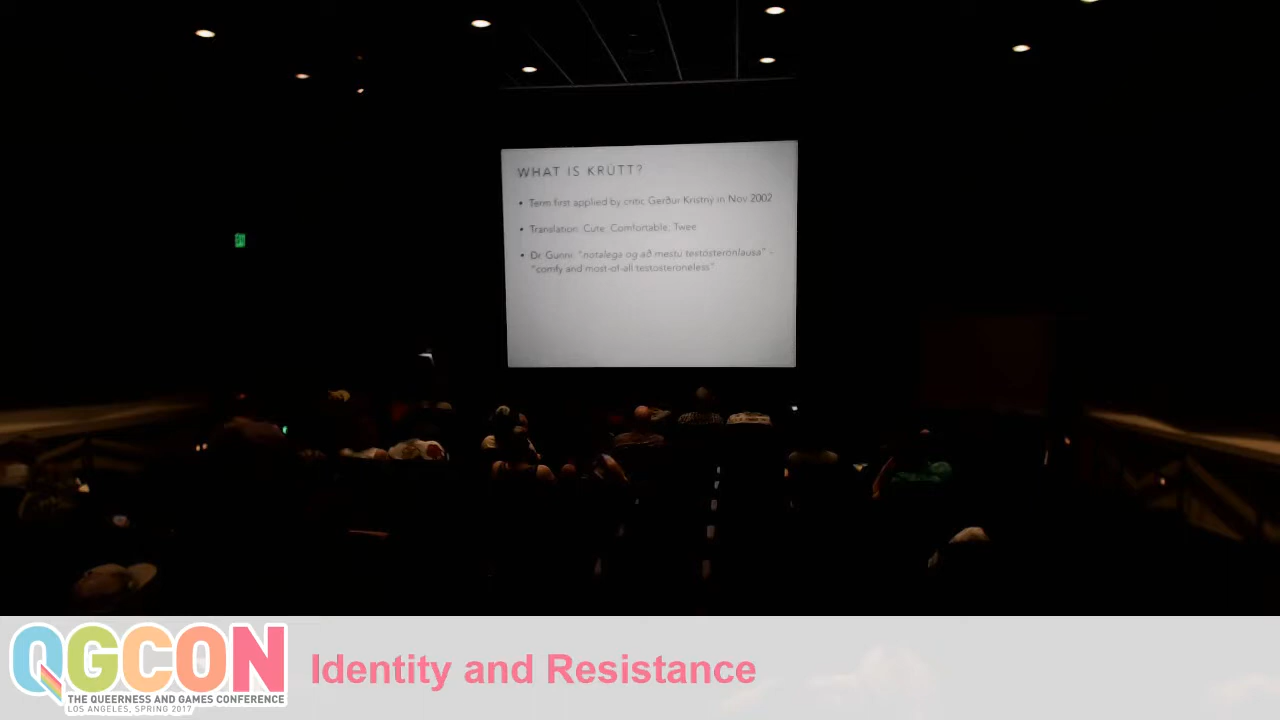 WHAT IS KRÚTT?
• Term first applied by critic Gerður Kristný in Nov 2002
• Translation: Cute, Comfortable, Twee
• Dr. Gunni: "notalega og að mestu testosterónlausa" -
"comfy and most-of-all testosteroneless"
QGCON
Identity and Resistance
THE QUEERNESS AND GAMES CONFERENCE
LOS ANGELES, SPRING 2017